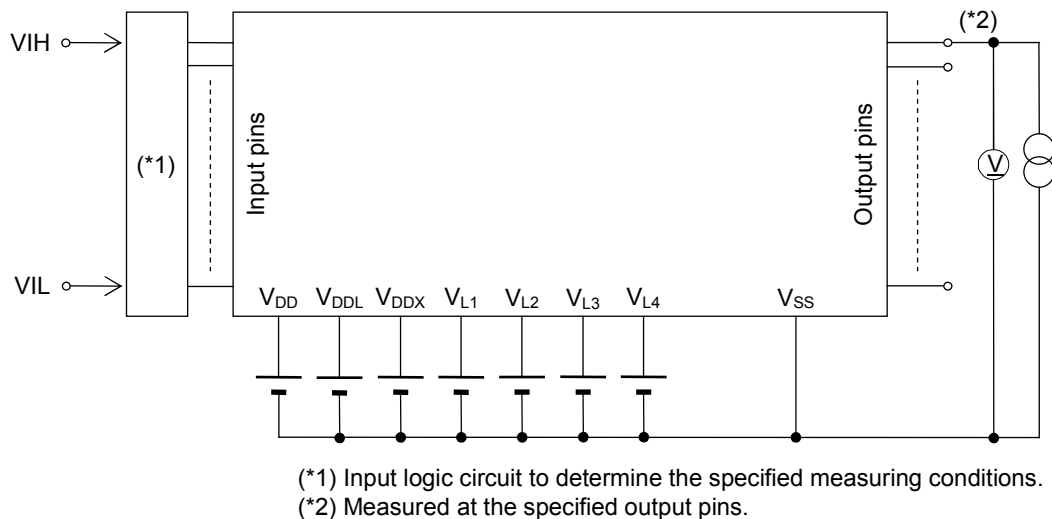 (*2)
VIH
(*1)
Input pins
Output pins
V
VIL
VDD VDDL VDDX VL1 VL2 VL3 VL4 VSS
(*1) Input logic circuit to determine the specified measuring conditions.
(*2) Measured at the specified output pins.